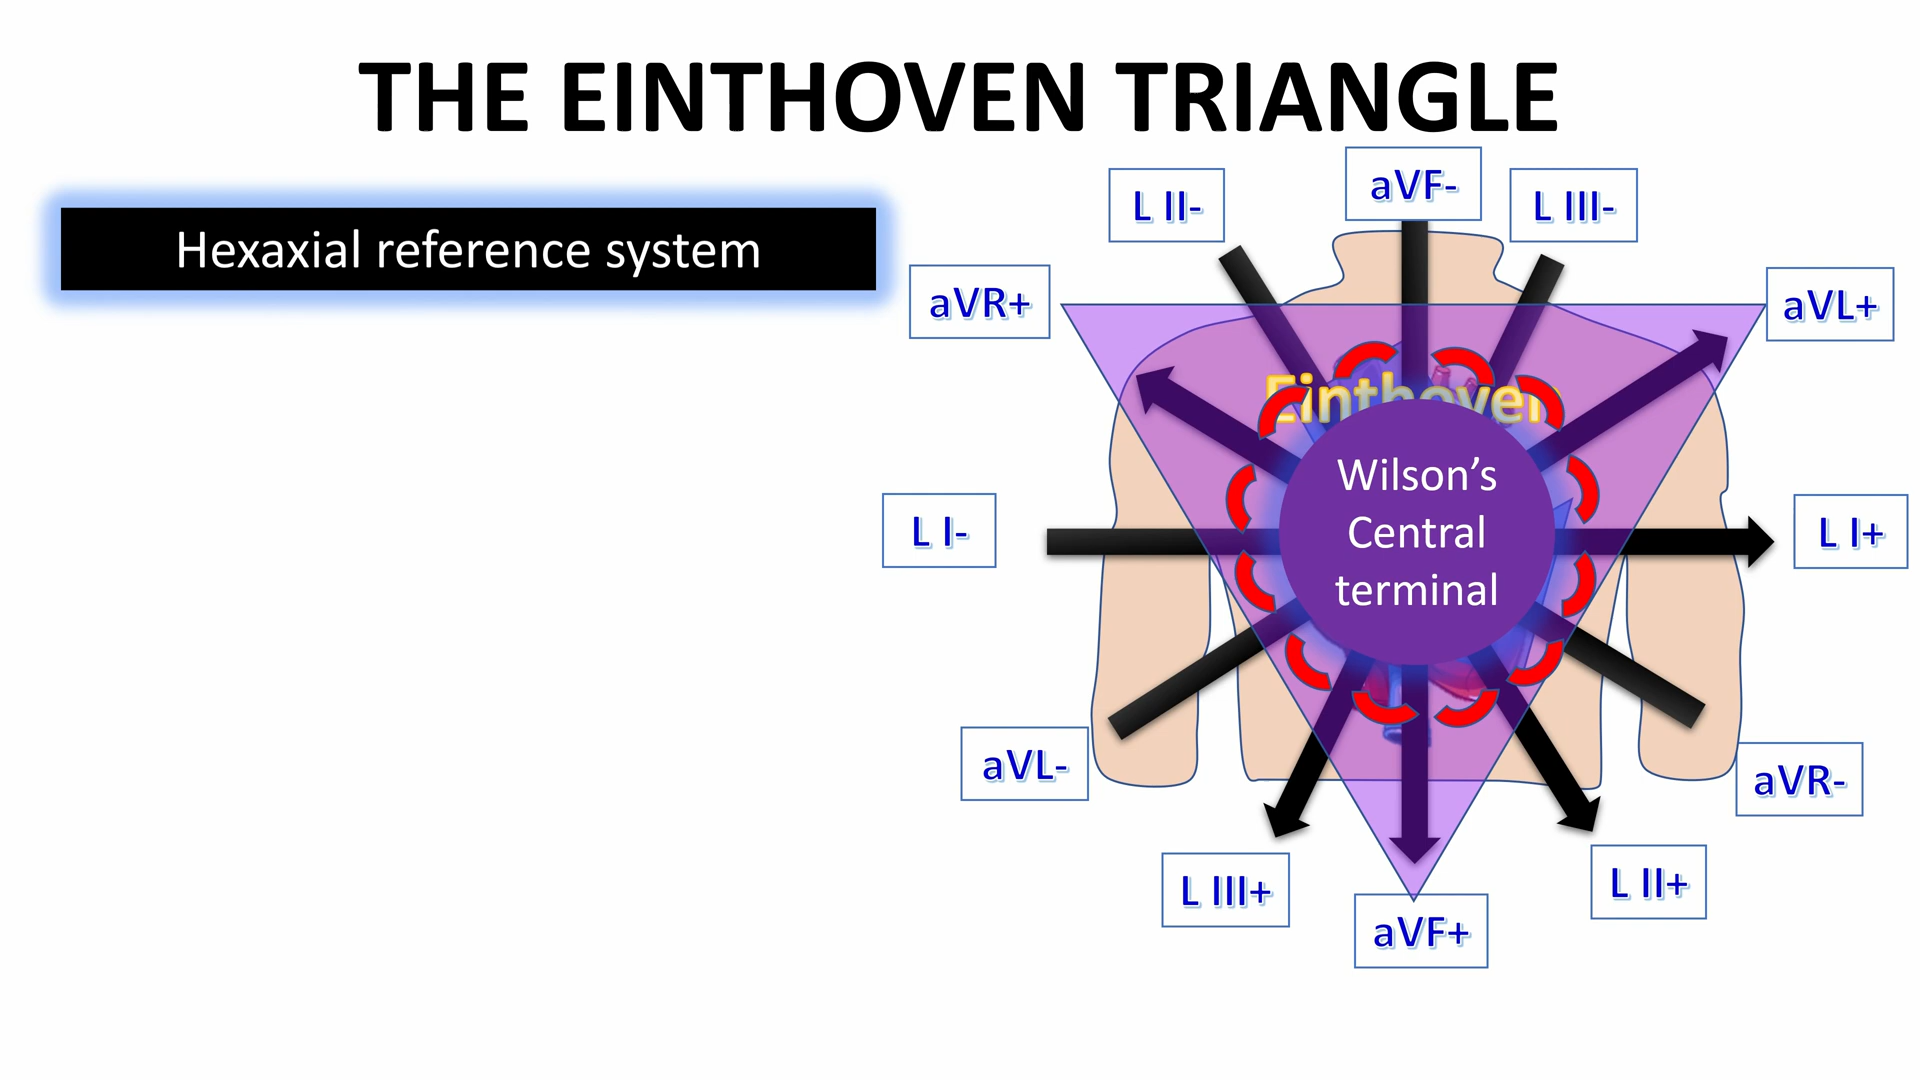 THE EINTHOVEN TRIANGLE
Hexaxial reference system
aVF-
L II-
L III-
aVR+
aVL+
Einthoven
Wilson’s
Central
terminal
L I-
L I+
aVL-
aVR-
L III+
L II+
aVF+